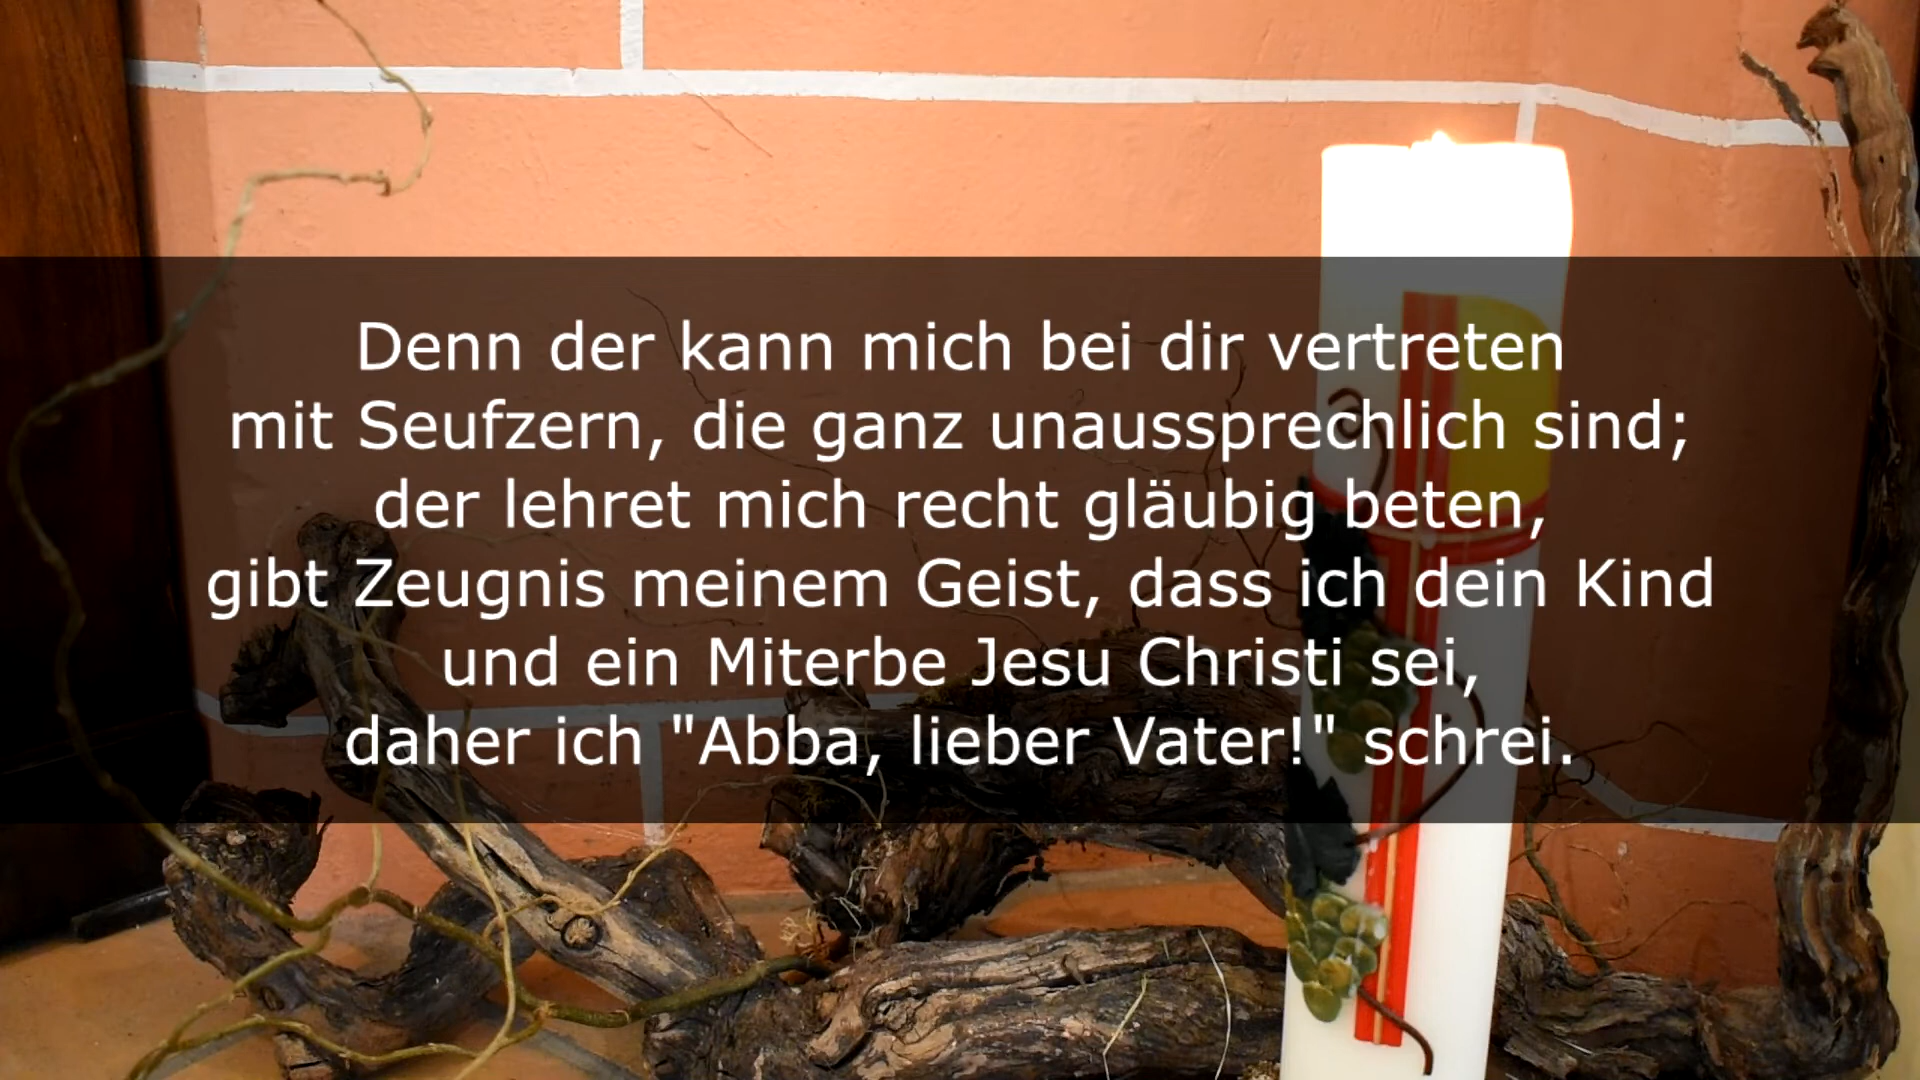 Denn der kann mich bei dir vertreten
mit Seufzern, die ganz unaussprechlich sind;
der lehret mich recht gläubig beten,
gibt Zeugnis meinem Geist, dass ich dein Kind
und ein Miterbe Jesu Christi sei,
daher ich "Abba, lieber Vater!" schrei.